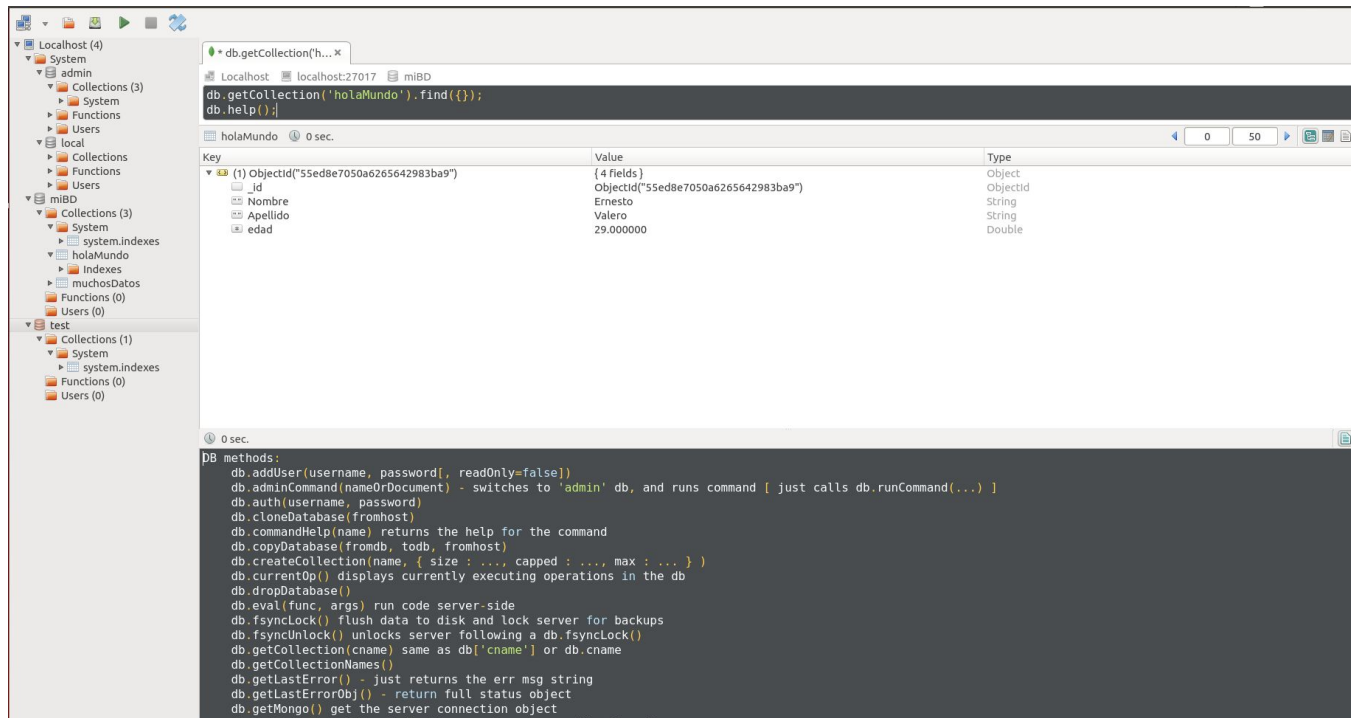 Localhost (4)
System
admin
Collections (3)
System
Functions
Users
local
Collections
Functions
Users
miBD
Collections (3)
System
system.indexes
holaMundo
Indexes
muchosDatos
Functions (0)
Users (0)
test
Collections (1)
System
system.indexes
Functions (0)
Users (0)
* db.getCollection('h...
Localhost localhost:27017 miBD
db.getCollection('holaMundo').find({});
db.help();
holaMundo 0 sec. 0 50
Key Value Type
(1) ObjectId("55ed8e7050a6265642983ba9") { 4 fields } Object
_id ObjectId("55ed8e7050a6265642983ba9") ObjectId
Nombre Ernesto String
Apellido Valero String
edad 29.000000 Double
0 sec.
DB methods:
db.addUser(username, password[, readOnly=false])
db.adminCommand(nameOrDocument) - switches to 'admin' db, and runs command [ just calls db.runCommand(...) ]
db.auth(username, password)
db.cloneDatabase(fromhost)
db.commandHelp(name) returns the help for the command
db.copyDatabase(fromdb, todb, fromhost)
db.createCollection(name, { size : ..., capped : ..., max : ... } )
db.currentOp() displays currently executing operations in the db
db.dropDatabase()
db.eval(func, args) run code server-side
db.fsyncLock() flush data to disk and lock server for backups
db.fsyncUnlock() unlocks server following a db.fsyncLock()
db.getCollection(cname) same as db['cname'] or db.cname
db.getCollectionNames()
db.getLastError() - just returns the err msg string
db.getLastErrorObj() - return full status object
db.getMongo() get the server connection object